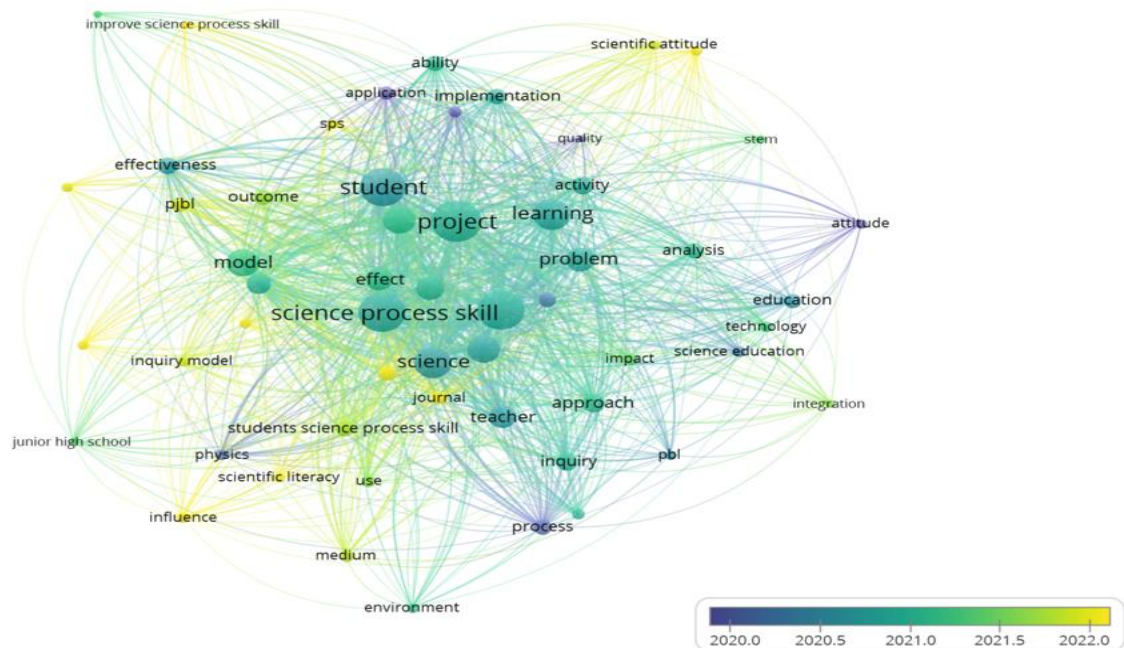 improve science process skill
scientific attitude
ability
application
implementation
sps
quality
stem
effectiveness
student
activity
pjbl
outcome
learning
project
attitude
model
problem
analysis
effect
education
science process skill
technology
science education
inquiry model
science
impact
journal
approach
integration
teacher
students science process skill
junior high school
physics
inquiry
pbl
scientific literacy
use
influence
process
medium
environment
2020.0 2020.5 2021.0 2021.5 2022.0